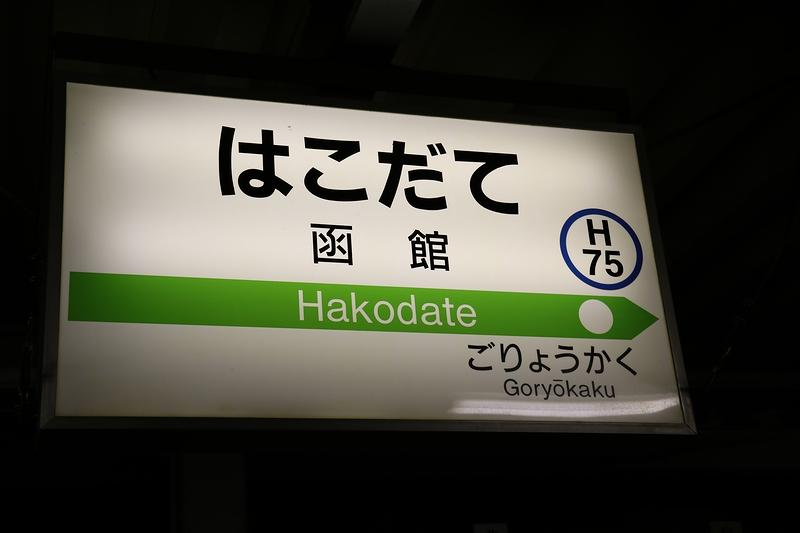 はこだて
函館
H
75
Hakodate
ごりょうかく
Goryōkaku